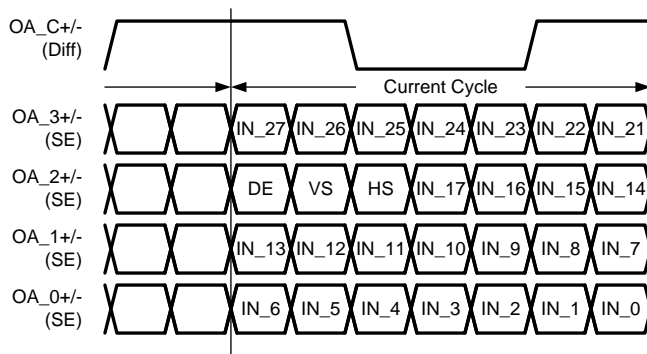 OA_C+/-
(Diff)
Current Cycle
OA_3+/-
(SE)
IN_27 IN_26 IN_25 IN_24 IN_23 IN_22 IN_21
OA_2+/-
(SE)
DE VS HS IN_17 IN_16 IN_15 IN_14
OA_1+/-
(SE)
IN_13 IN_12 IN_11 IN_10 IN_9 IN_8 IN_7
OA_0+/-
(SE)
IN_6 IN_5 IN_4 IN_3 IN_2 IN_1 IN_0